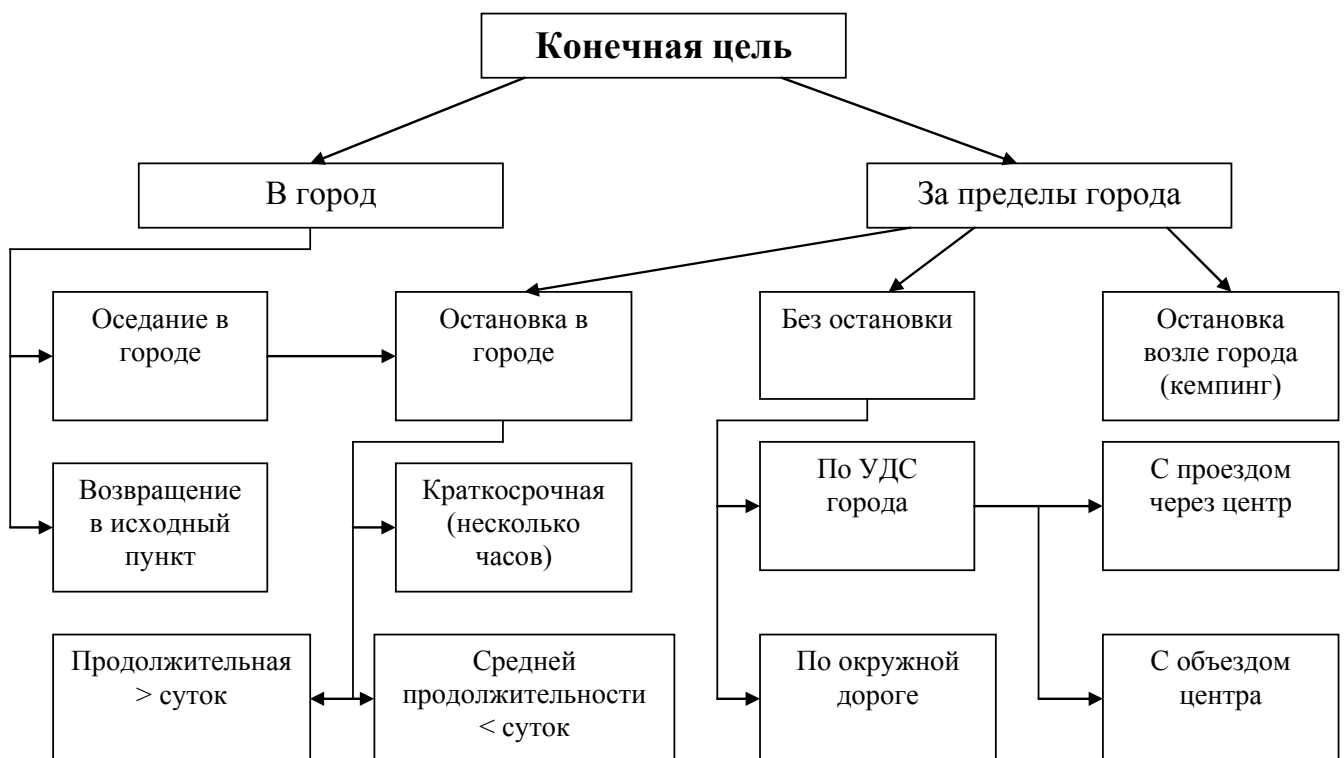 Конечная цель
В город
За пределы города
Оседание в
городе
Остановка в
городе
Без остановки
Остановка
возле города
(кемпинг)
Возвращение
в исходный
пункт
Краткосрочная
(несколько
часов)
По УДС
города
С проездом
через центр
Продолжительная
> суток
Средней
продолжительности
< суток
По окружной
дороге
С объездом
центра